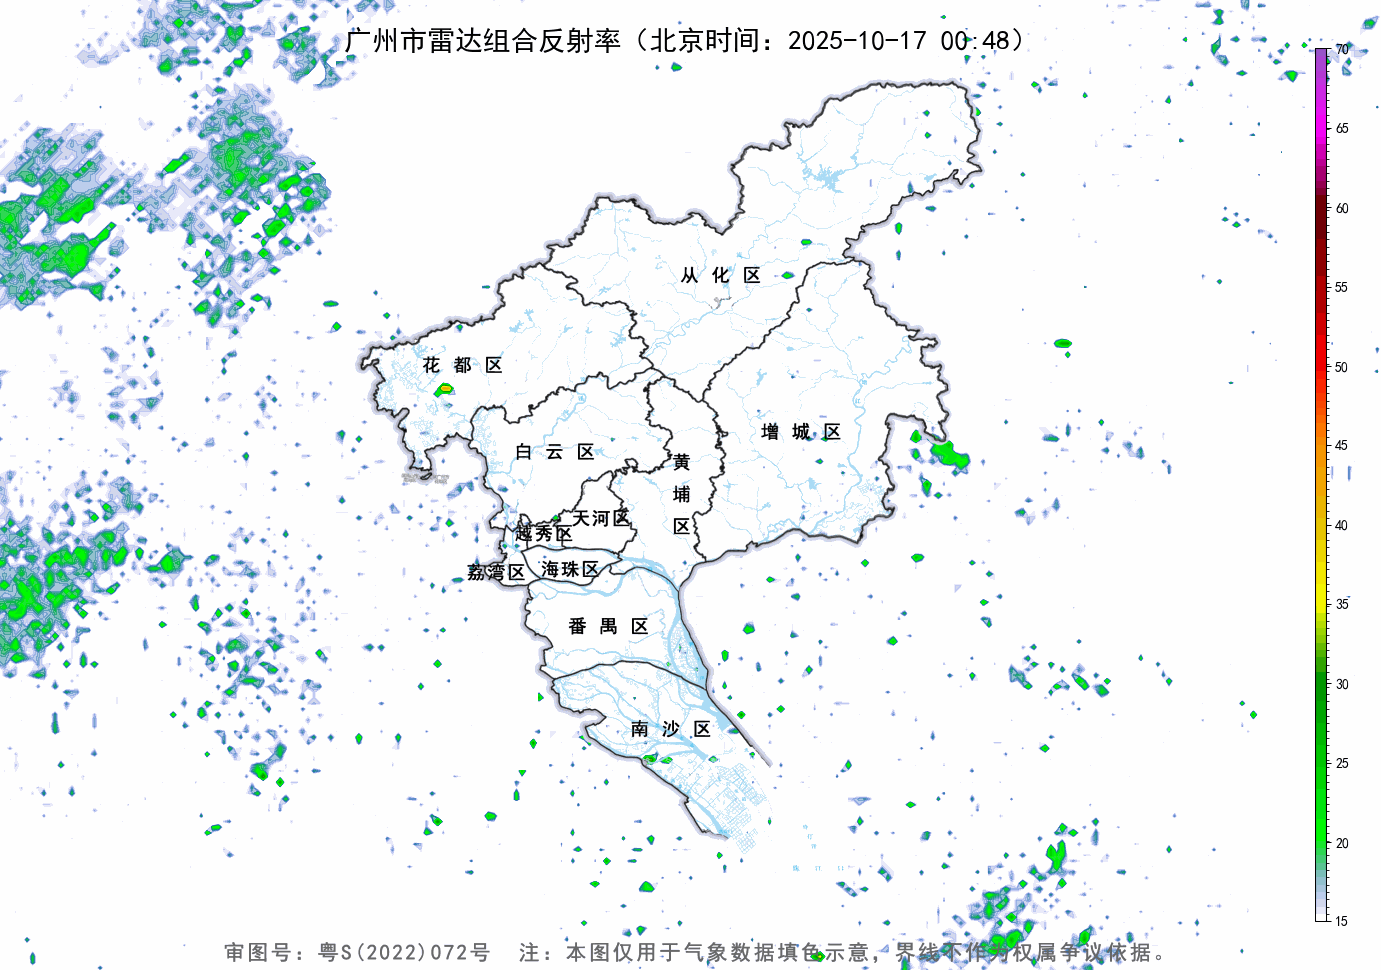 广州市雷达组合反射率（北京时间：2025-10-17 00:48）
70
65
60
55
50
45
40
35
30
25
20
15
从化区
花都区
增城区
白云区
黄埔区
天河区
越秀区
荔湾区
海珠区
番禺区
南沙区
审图号：粤S(2022)072号 注：本图仅用于气象数据填色示意，界线不作为权属争议依据。